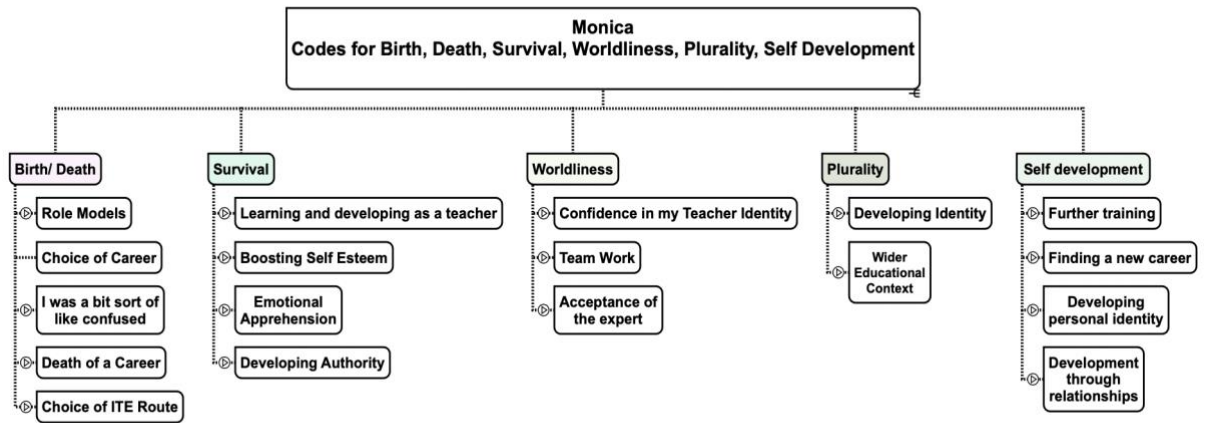 Monica
Codes for Birth, Death, Survival, Worldliness, Plurality, Self Development
Birth/ Death
Role Models
Choice of Career
I was a bit sort of
like confused
Death of a Career
Choice of ITE Route
Survival
Learning and developing as a teacher
Boosting Self Esteem
Emotional
Apprehension
Developing Authority
Worldliness
Confidence in my Teacher Identity
Team Work
Acceptance of
the expert
Plurality
Developing Identity
Wider
Educational
Context
Self development
Further training
Finding a new career
Developing
personal identity
Development
through
relationships